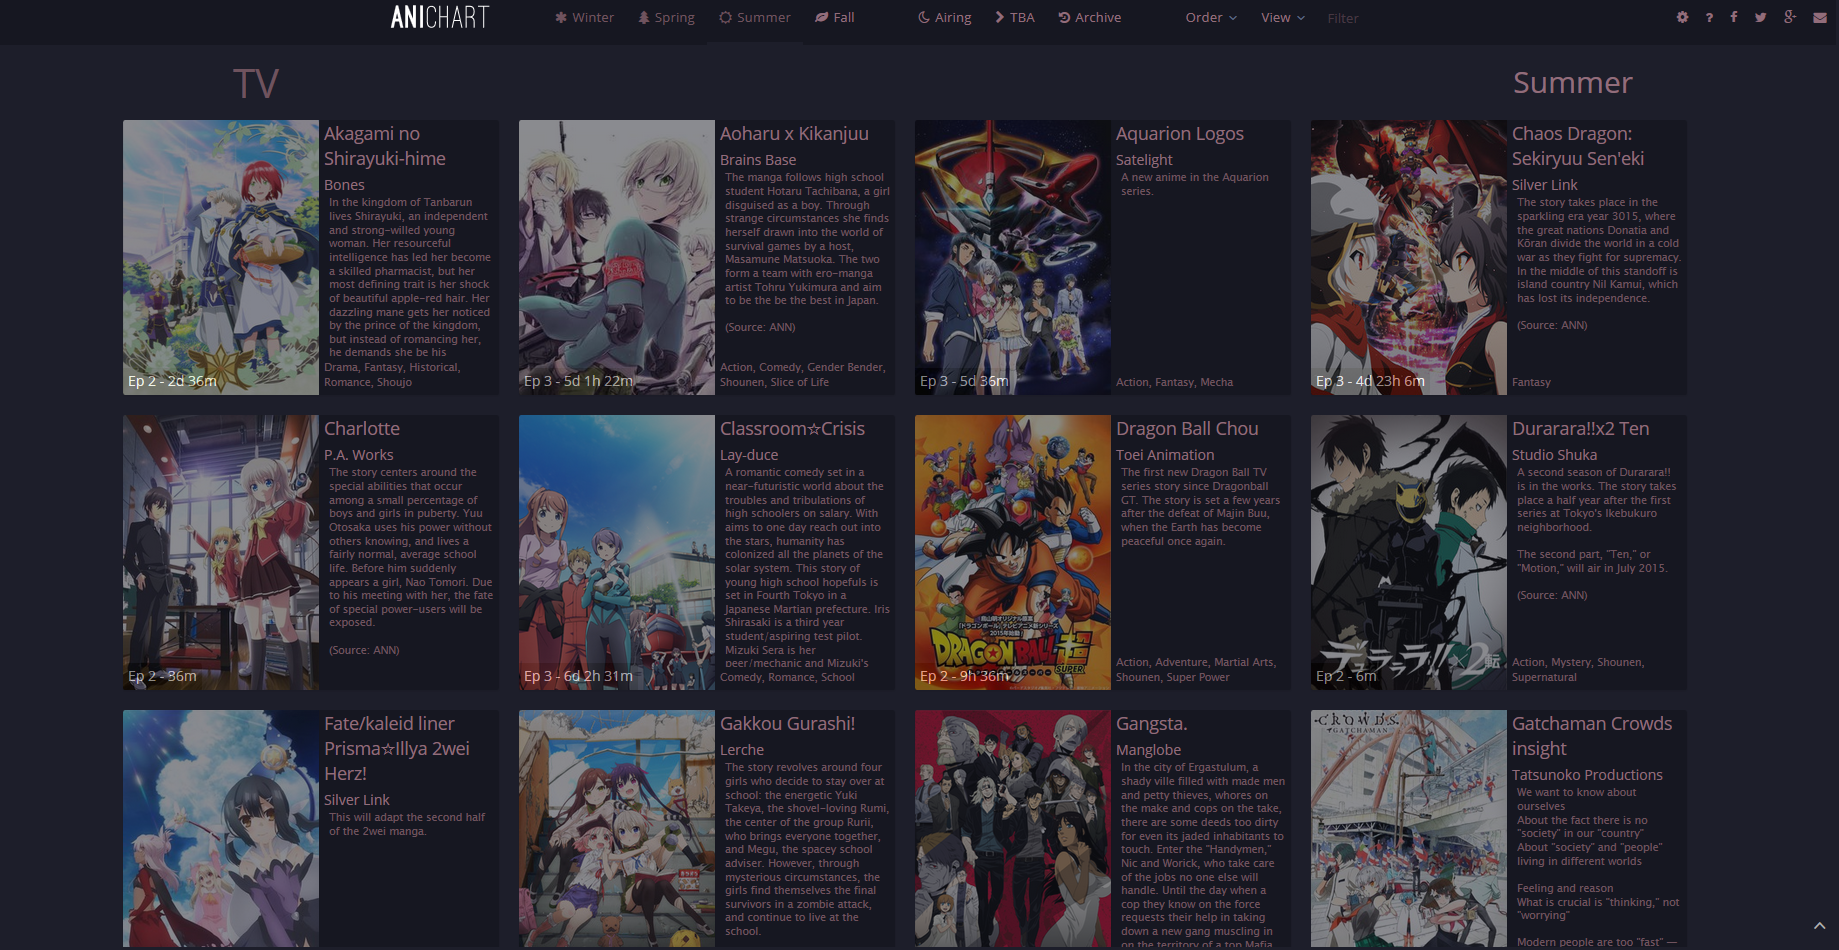 ANICHART
Winter
Spring
Summer
Fall
Airing
TBA
Archive
Order
View
Filter
TV
Summer
Akagami no
Shirayuki-hime
Bones
In the kingdom of Tanbarun
lives Shirayuki, an independent
and strong-willed young
woman. Her resourceful
intelligence has led her become
a skilled pharmacist, but her
most defining trait is her shock
of beautiful apple-red hair. Her
dazzling mane gets her noticed
by the prince of the kingdom,
but instead of romancing her,
he demands she be his
Drama, Fantasy, Historical,
Romance, Shoujo
Ep 2 - 2d 36m
Aoharu x Kikanjuu
Brains Base
The manga follows high school
student Hotaru Tachibana, a girl
disguised as a boy. Through
strange circumstances she finds
herself drawn into the world of
survival games by a host,
Masamune Matsuoka. The two
form a team with ero-manga
artist Tohru Yukimura and aim
to be the be the best in Japan.
(Source: ANN)
Action, Comedy, Gender Bender,
Shounen, Slice of Life
Ep 3 - 5d 1h 22m
Aquarion Logos
Satelight
A new anime in the Aquarion
series.
Action, Fantasy, Mecha
Ep 3 - 5d 36m
Chaos Dragon:
Sekiryuu Sen'eki
Silver Link
The story takes place in the
sparkling era year 3015, where
the great nations Donatia and
Kōran divide the world in a cold
war as they fight for supremacy.
In the middle of this standoff is
island country Nil Kamui, which
has lost its independence.
(Source: ANN)
Fantasy
Ep 3 - 4d 23h 6m
Charlotte
P.A. Works
The story centers around the
special abilities that occur
among a small percentage of
boys and girls in puberty. Yuu
Otosaka uses his power without
others knowing, and lives a
fairly normal, average school
life. Before him suddenly
appears a girl, Nao Tomori. Due
to his meeting with her, the fate
of special power-users will be
exposed.
(Source: ANN)
Ep 2 - 36m
Classroom☆Crisis
Lay-duce
A romantic comedy set in a
near-futuristic world about the
troubles and tribulations of
high schoolers on salary. With
aims to one day reach out into
the stars, humanity has
colonized all the planets of the
solar system. This story of
young high school hopefuls is
set in Fourth Tokyo in a
Japanese Martian prefecture. Iris
Shirasaki is a third year
student/aspiring test pilot.
Mizuki Sera is her
peer/mechanic and Mizuki's
Comedy, Romance, School
Ep 3 - 6d 2h 31m
Dragon Ball Chou
Toei Animation
The first new Dragon Ball TV
series story since Dragonball
GT. The story is set a few years
after the defeat of Majin Buu,
when the Earth has become
peaceful once again.
Action, Adventure, Martial Arts,
Shounen, Super Power
DRAGONBALL超
SUPER
Ep 2 - 9h 36m
Durarara!!x2 Ten
Studio Shuka
A second season of Durarara!!
is in the works. The story takes
place a half year after the first
series at Tokyo's Ikebukuro
neighborhood.
The second part, "Ten," or
"Motion," will air in July 2015.
(Source: ANN)
Action, Mystery, Shounen,
Supernatural
デュラララ!!×2転
Ep 2 - 6m
Fate/kaleid liner
Prisma☆Illya 2wei
Herz!
Silver Link
This will adapt the second half
of the 2wei manga.
Gakkou Gurashi!
Lerche
The story revolves around four
girls who decide to stay over at
school: the energetic Yuki
Takeya, the shovel-loving Rumi,
the center of the group Rurii,
who brings everyone together,
and Megu, the spacey school
adviser. However, through
mysterious circumstances, the
girls find themselves the final
survivors in a zombie attack,
and continue to live at the
school.
Gangsta.
Manglobe
In the city of Ergastulum, a
shady ville filled with made men
and petty thieves, whores on
the make and cops on the take,
there are some deeds too dirty
for even its jaded inhabitants to
touch. Enter the "Handymen,"
Nic and Worick, who take care
of the jobs no one else will
handle. Until the day when a
cop they know on the force
requests their help in taking
down a new gang muscling in
on the territory of a top Mafia
CROWDS
GATCHAMAN
Gatchaman Crowds
insight
Tatsunoko Productions
We want to know about
ourselves
About the fact there is no
"society" in our "country"
About "society" and "people"
living in different worlds
Feeling and reason
What is crucial is "thinking," not
"worrying"
Modern people are too "fast" —